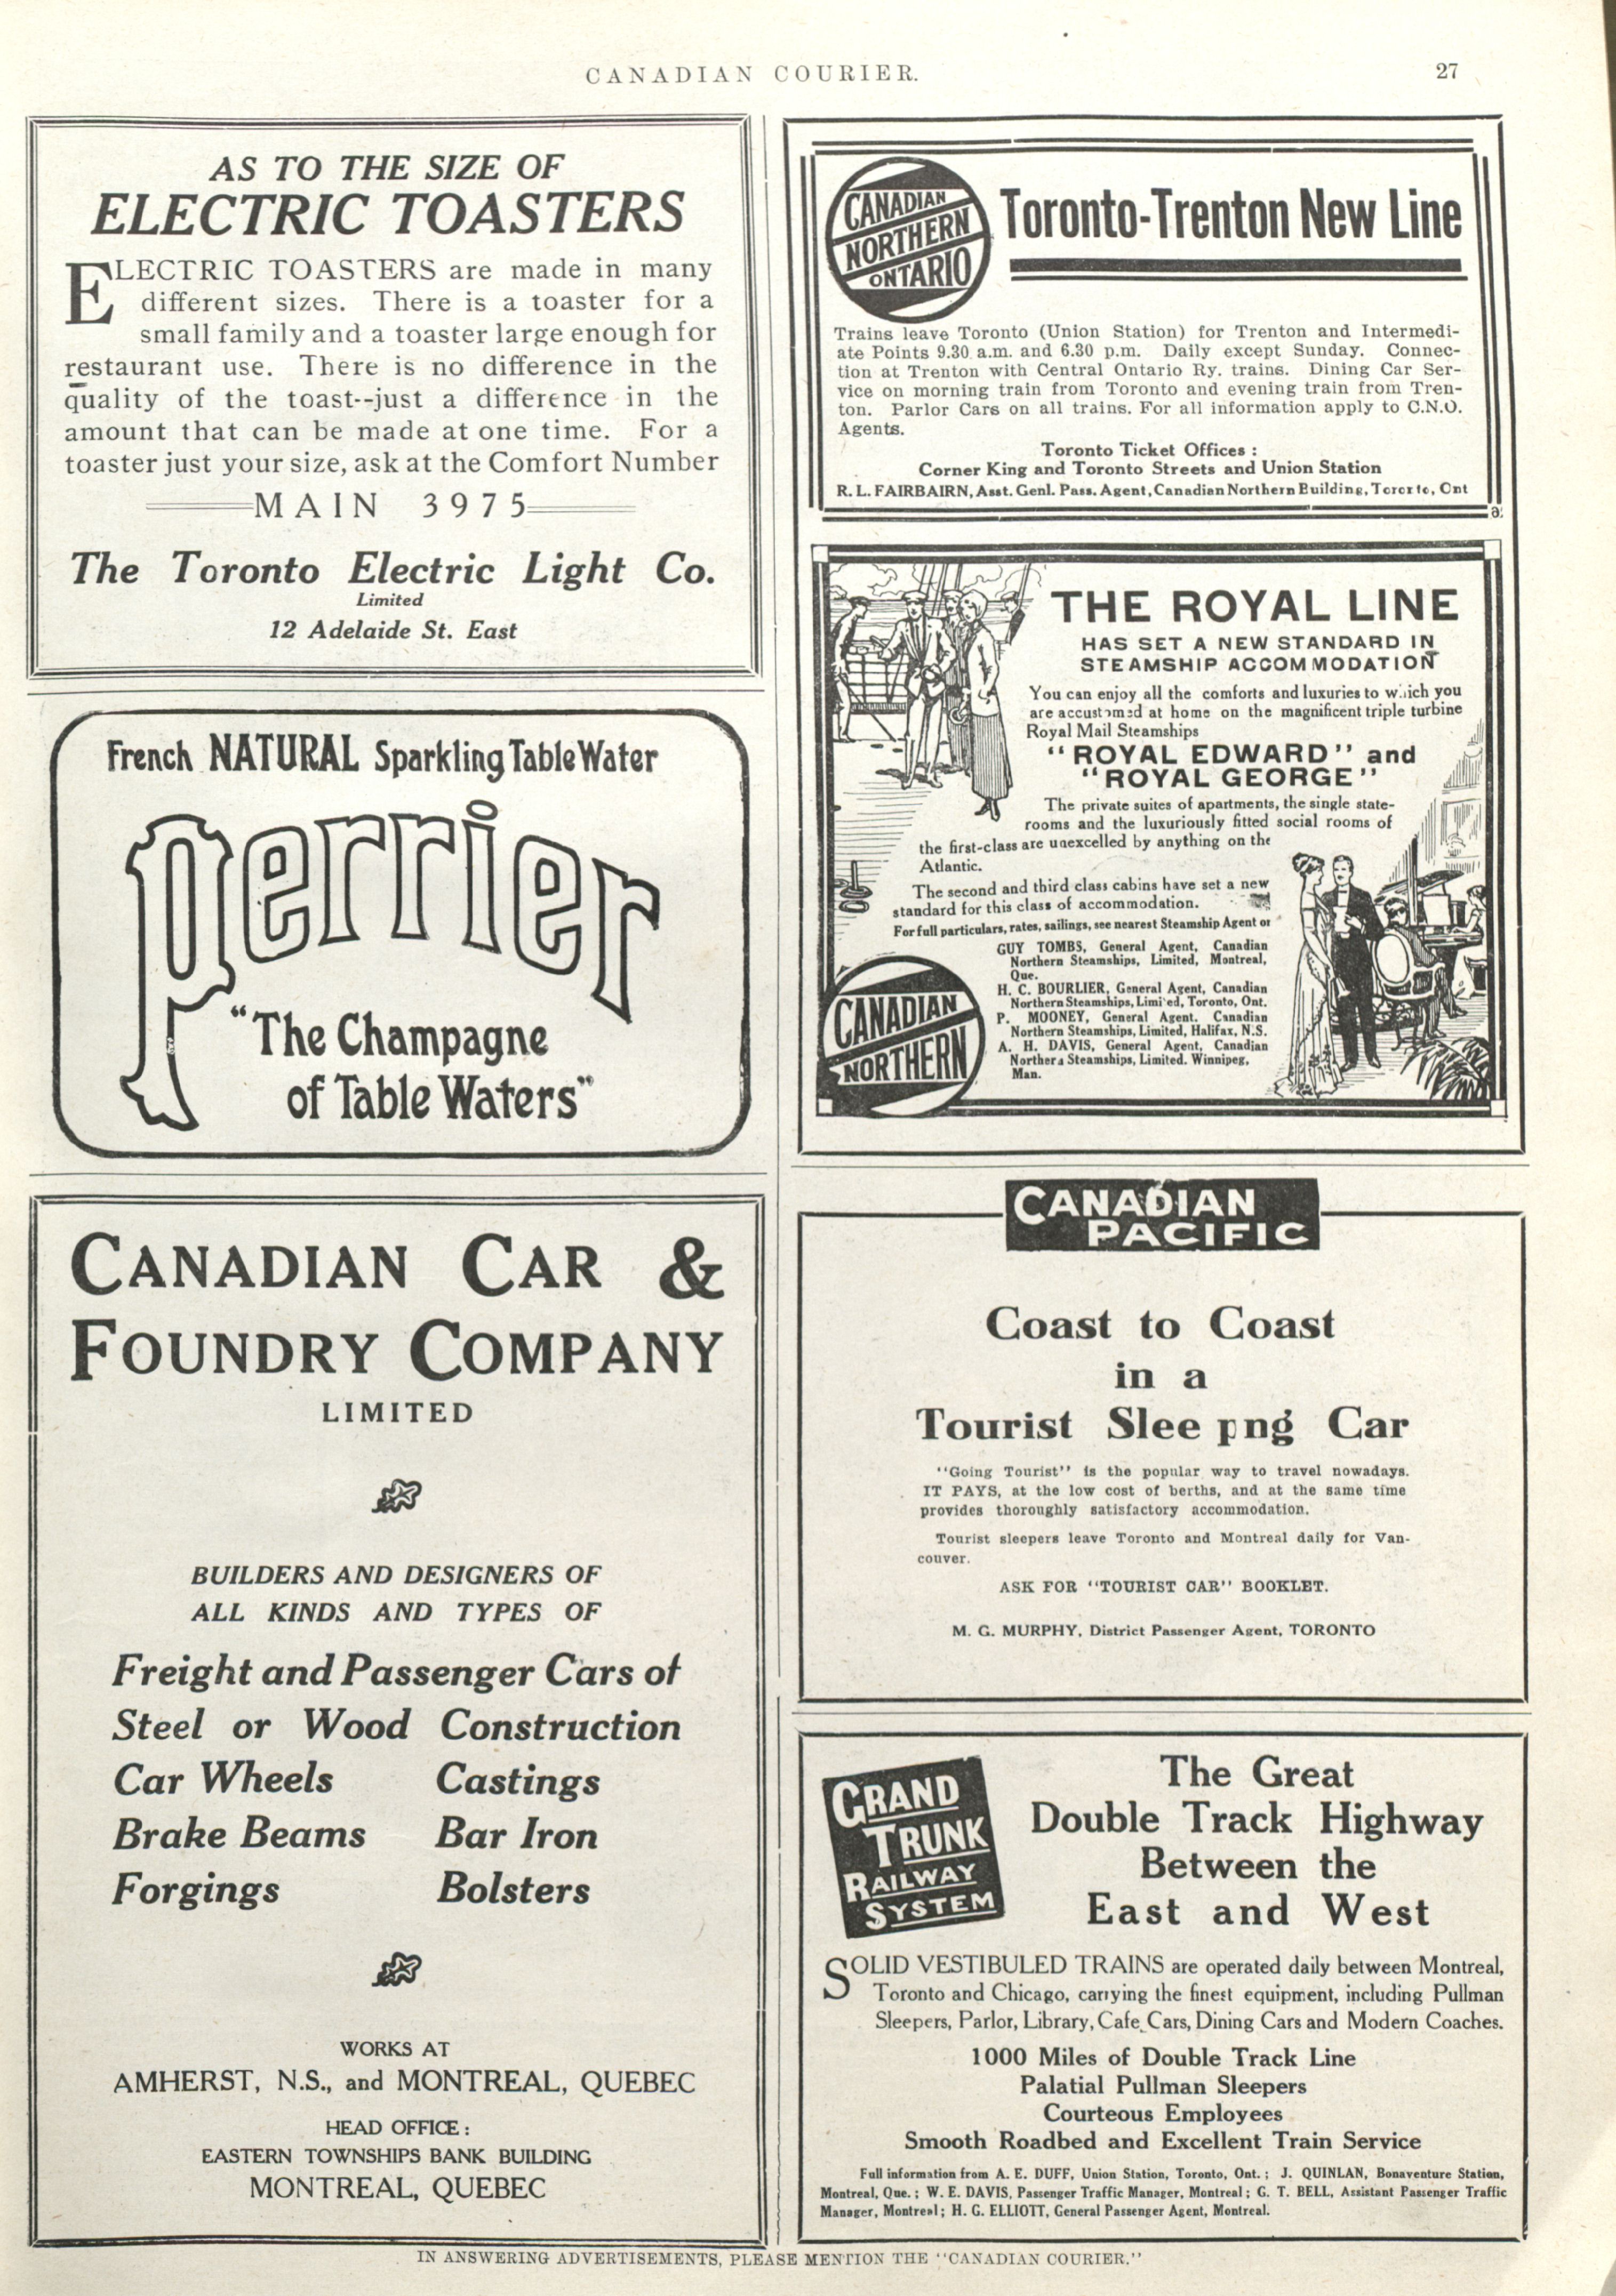 CANADIAN COURIER.
27
AS TO THE SIZE OF
ELECTRIC TOASTERS
ELECTRIC TOASTERS are made in many
different sizes. There is a toaster for a
small family and a toaster large enough for
restaurant use. There is no difference in the
quality of the toast--just a difference in the
amount that can be made at one time. For a
toaster just your size, ask at the Comfort Number
MAIN 3975
The Toronto Electric Light Co.
Limited
12 Adelaide St. East
French NATURAL Sparkling Table Water
Perrier
"The Champagne
of Table Waters"
CANADIAN CAR &
FOUNDRY COMPANY
LIMITED
BUILDERS AND DESIGNERS OF
ALL KINDS AND TYPES OF
Freight and Passenger Cars of
Steel or Wood Construction
Car Wheels Castings
Brake Beams Bar Iron
Forgings Bolsters
WORKS AT
AMHERST, N.S., and MONTREAL, QUEBEC
HEAD OFFICE:
EASTERN TOWNSHIPS BANK BUILDING
MONTREAL, QUEBEC
CANADIAN
NORTHERN
ONTARIO
Toronto-Trenton New Line
Trains leave Toronto (Union Station) for Trenton and Intermedi-
ate Points 9.30 a.m. and 6.30 p.m. Daily except Sunday. Connec-
tion at Trenton with Central Ontario Ry. trains. Dining Car Ser-
vice on morning train from Toronto and evening train from Tren-
ton. Parlor Cars on all trains. For all information apply to C.N.O.
Agents.
Toronto Ticket Offices:
Corner King and Toronto Streets and Union Station
R. L. FAIRBAIRN, Asst. Genl. Pass. Agent, Canadian Northern Building, Toronto, Ont
THE ROYAL LINE
HAS SET A NEW STANDARD IN
STEAMSHIP ACCOMMODATION
You can enjoy all the comforts and luxuries to which you
are accustomed at home on the magnificent triple turbine
Royal Mail Steamships
"ROYAL EDWARD" and
"ROYAL GEORGE"
The private suites of apartments, the single state-
rooms and the luxuriously fitted social rooms of
the first-class are unexcelled by anything on the
Atlantic.
The second and third class cabins have set a new
standard for this class of accommodation.
For full particulars, rates, sailings, see nearest Steamship Agent or
GUY TOMBS, General Agent, Canadian
Northern Steamships, Limited, Montreal,
Que.
H. C. BOURLIER, General Agent, Canadian
Northern Steamships, Limited, Toronto, Ont.
P. MOONEY, General Agent. Canadian
Northern Steamships, Limited, Halifax, N.S.
A. H. DAVIS, General Agent, Canadian
Northern Steamships, Limited. Winnipeg,
Man.
CANADIAN
NORTHERN
CANADIAN
PACIFIC
Coast to Coast
in a
Tourist Slee png Car
"Going Tourist" is the popular way to travel nowadays.
IT PAYS, at the low cost of berths, and at the same time
provides thoroughly satisfactory accommodation.
Tourist sleepers leave Toronto and Montreal daily for Van-
couver.
ASK FOR "TOURIST CAR" BOOKLET.
M. G. MURPHY, District Passenger Agent, TORONTO
GRAND
TRUNK
RAILWAY
SYSTEM
The Great
Double Track Highway
Between the
East and West
SOLID VESTIBULED TRAINS are operated daily between Montreal,
Toronto and Chicago, carrying the finest equipment, including Pullman
Sleepers, Parlor, Library, Cafe Cars, Dining Cars and Modern Coaches.
1000 Miles of Double Track Line
Palatial Pullman Sleepers
Courteous Employees
Smooth Roadbed and Excellent Train Service
Full information from A. E. DUFF, Union Station, Toronto, Ont.; J. QUINLAN, Bonaventure Station,
Montreal, Que.; W. E. DAVIS, Passenger Traffic Manager, Montreal; G. T. BELL, Assistant Passenger Traffic
Manager, Montreal; H. G. ELLIOTT, General Passenger Agent, Montreal.
IN ANSWERING ADVERTISEMENTS, PLEASE MENTION THE "CANADIAN COURIER."